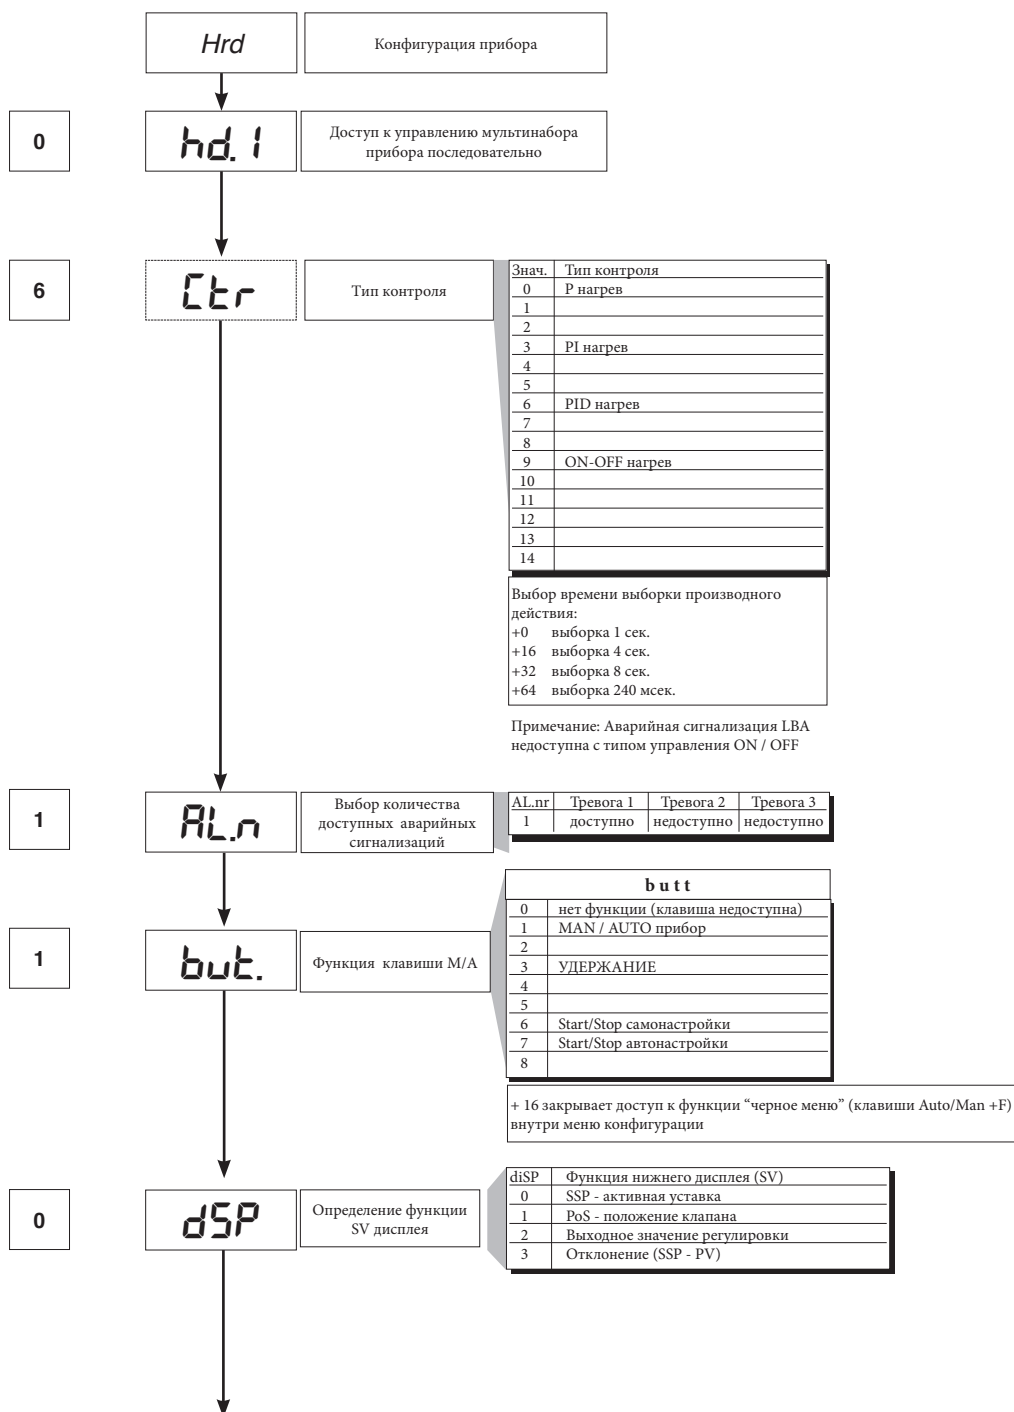 Hrd
Конфигурация прибора
0
hd.1
Доступ к управлению мультинабора
прибора последовательно
6
Ctr
Тип контроля
Знач. Тип контроля
0 P нагрев
1
2
3 PI нагрев
4
5
6 PID нагрев
7
8
9 ON-OFF нагрев
10
11
12
13
14
Выбор времени выборки производного
действия:
+0 выборка 1 сек.
+16 выборка 4 сек.
+32 выборка 8 сек.
+64 выборка 240 мсек.
Примечание: Аварийная сигнализация LBA
недоступна с типом управления ON / OFF
1
AL.n
Выбор количества
доступных аварийных
сигнализаций
AL.nr Тревога 1 Тревога 2 Тревога 3
1 доступно недоступно недоступно
1
but.
Функция клавиши М/А
butt
0 нет функции (клавиша недоступна)
1 MAN / AUTO прибор
2
3 УДЕРЖАНИЕ
4
5
6 Start/Stop самонастройки
7 Start/Stop автонастройки
8
+ 16 закрывает доступ к функции “черное меню” (клавиши Auto/Man +F)
внутри меню конфигурации
0
dSP
Определение функции
SV дисплея
diSP Функция нижнего дисплея (SV)
0 SSP - активная уставка
1 PoS - положение клапана
2 Выходное значение регулировки
3 Отклонение (SSP - PV)